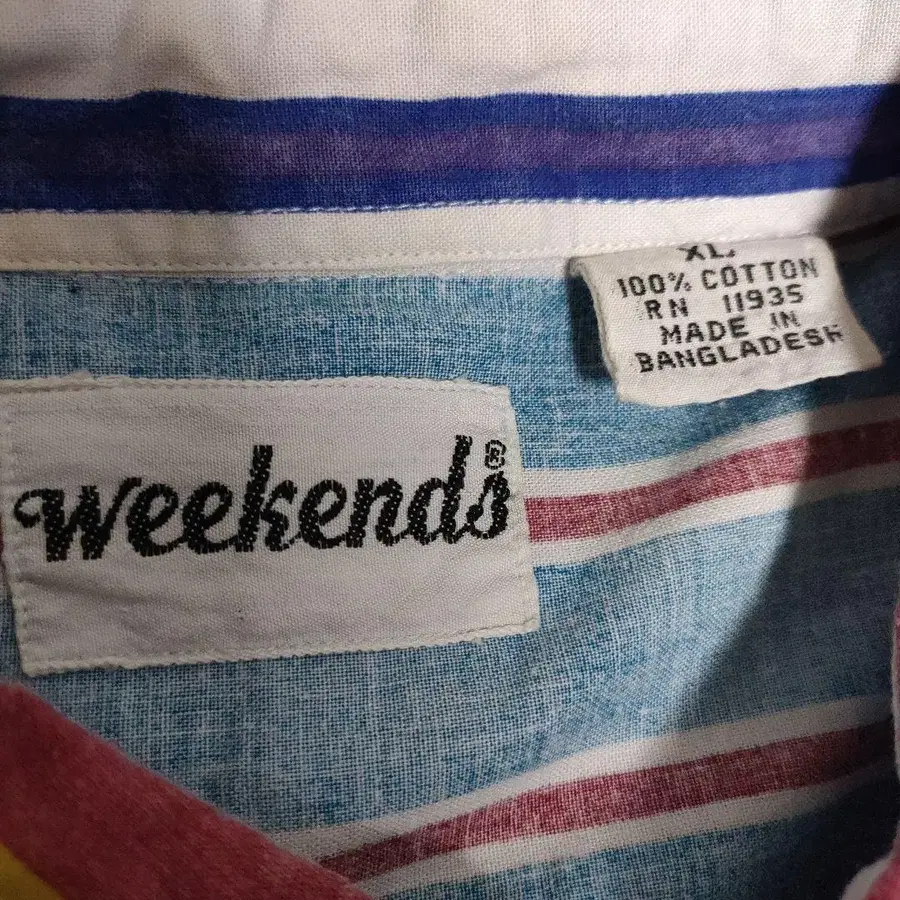 XL
100% COTTON
RN 11935
MADE IN
BANGLADESH
weekends®